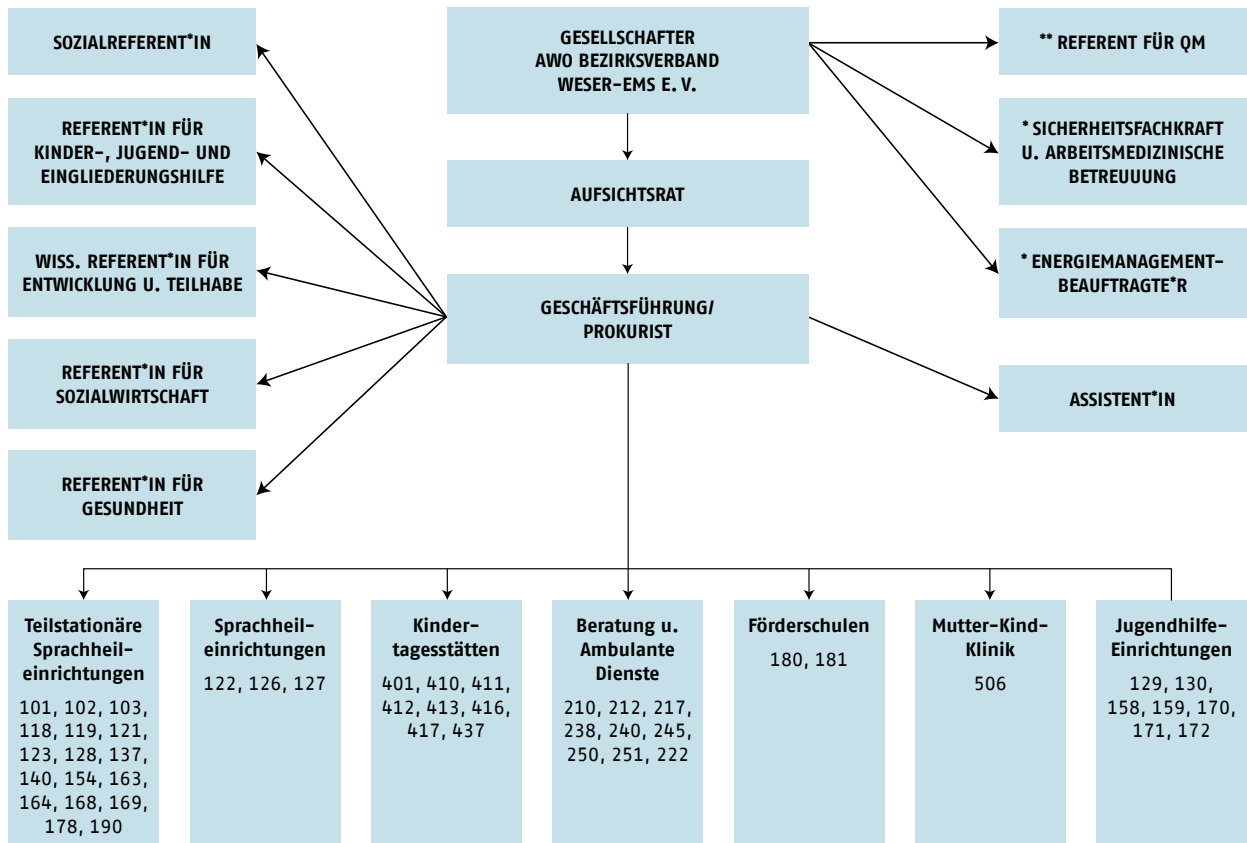 SOZIALREFERENT*IN
REFERENT*IN FÜR
KINDER-, JUGEND- UND
EINGLIEDERUNGSHILFE
WISS. REFERENT*IN FÜR
ENTWICKLUNG U. TEILHABE
REFERENT*IN FÜR
SOZIALWIRTSCHAFT
REFERENT*IN FÜR
GESUNDHEIT
GESELLSCHAFTER
AWO BEZIRKSVERBAND
WESER-EMS E. V.
AUFSICHTSRAT
GESCHÄFTSFÜHRUNG/
PROKURIST
** REFERENT FÜR QM
* SICHERHEITSFACHKRAFT
U. ARBEITSMEDIZINISCHE
BETREUUUNG
* ENERGIEMANAGEMENT-
BEAUFTRAGTE*R
ASSISTENT*IN
Teilstationäre
Sprachheil-
einrichtungen
101, 102, 103,
118, 119, 121,
123, 128, 137,
140, 154, 163,
164, 168, 169,
178, 190
Sprachheil-
einrichtungen
122, 126, 127
Kinder-
tagesstätten
401, 410, 411,
412, 413, 416,
417, 437
Beratung u.
Ambulante
Dienste
210, 212, 217,
238, 240, 245,
250, 251, 222
Förderschulen
180, 181
Mutter-Kind-
Klinik
506
Jugendhilfe-
Einrichtungen
129, 130,
158, 159, 170,
171, 172